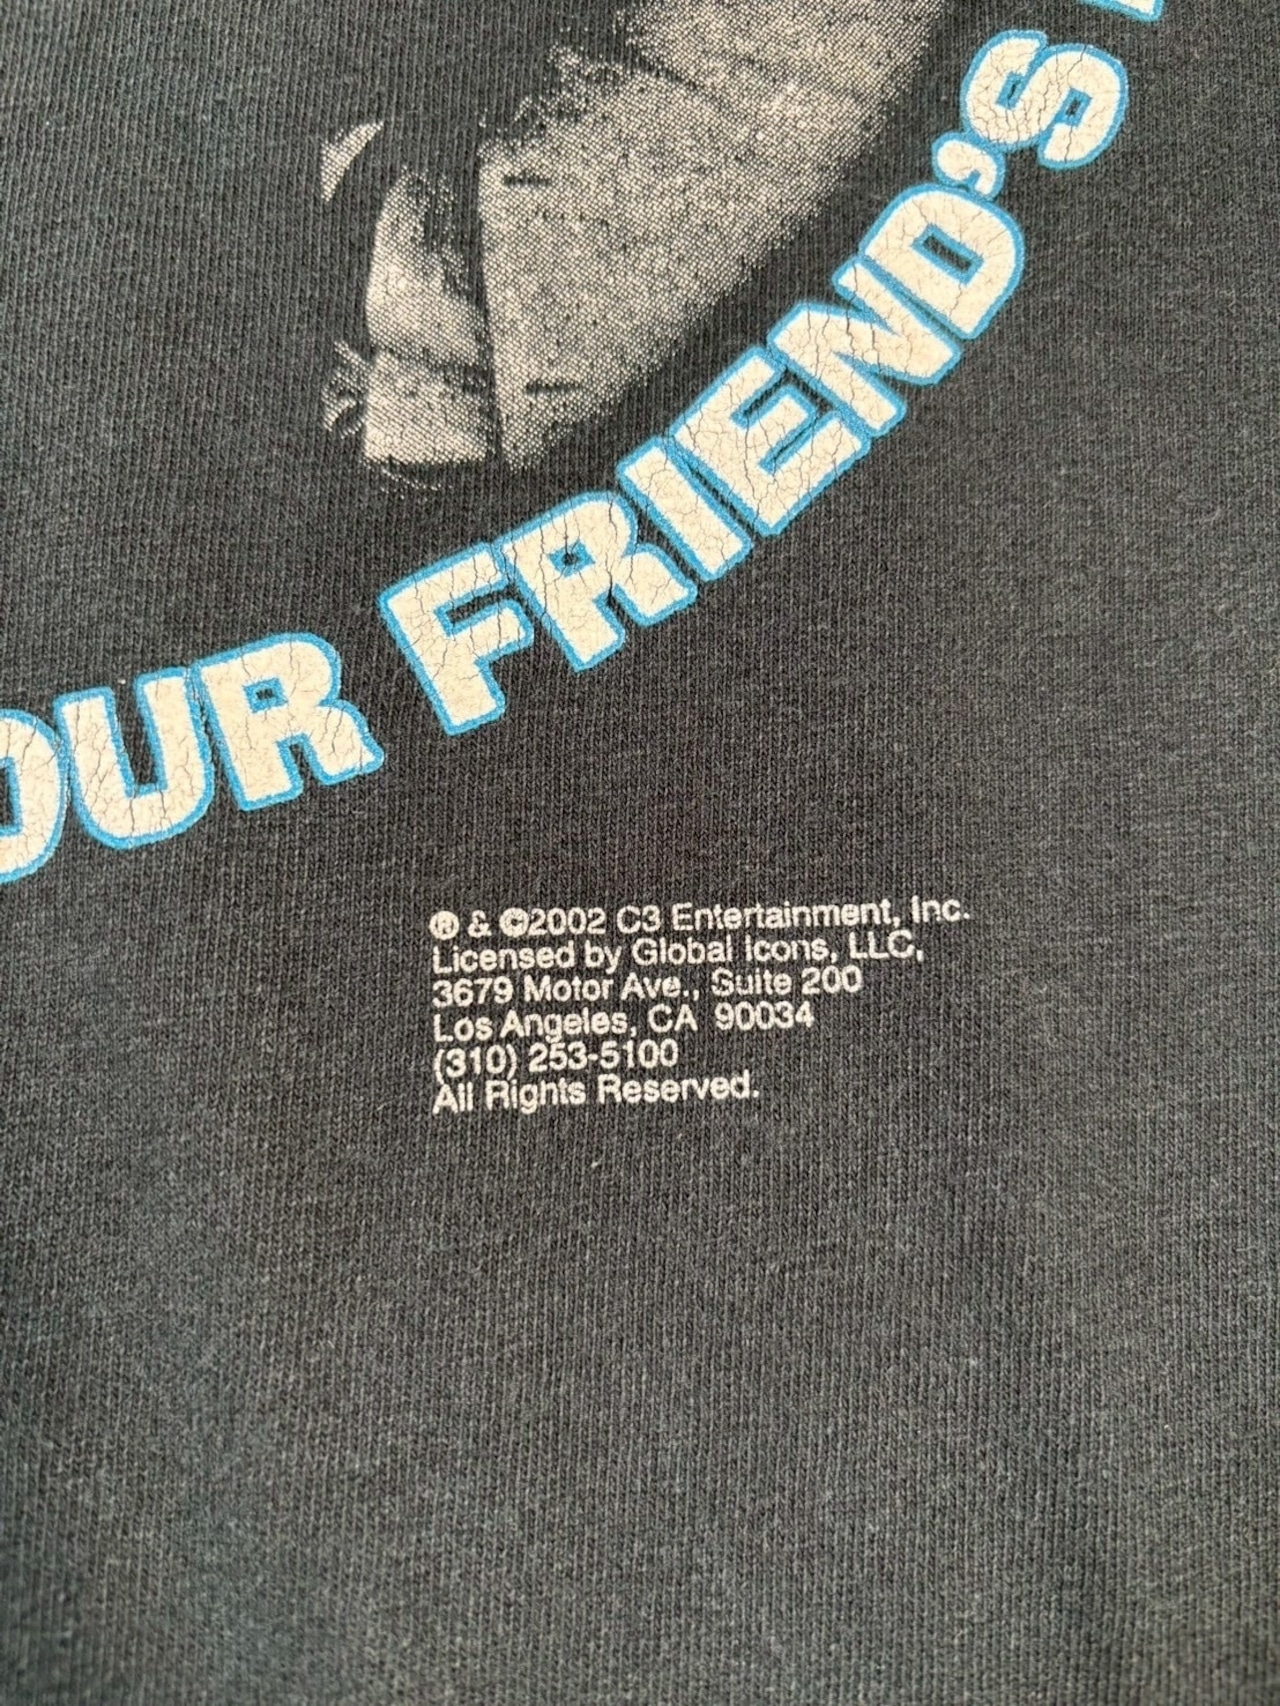 OUR FRIEND'S
® & ©2002 C3 Entertainment, Inc.
Licensed by Global Icons, LLC,
3679 Motor Ave., Suite 200
Los Angeles, CA 90034
(310) 253-5100
All Rights Reserved.